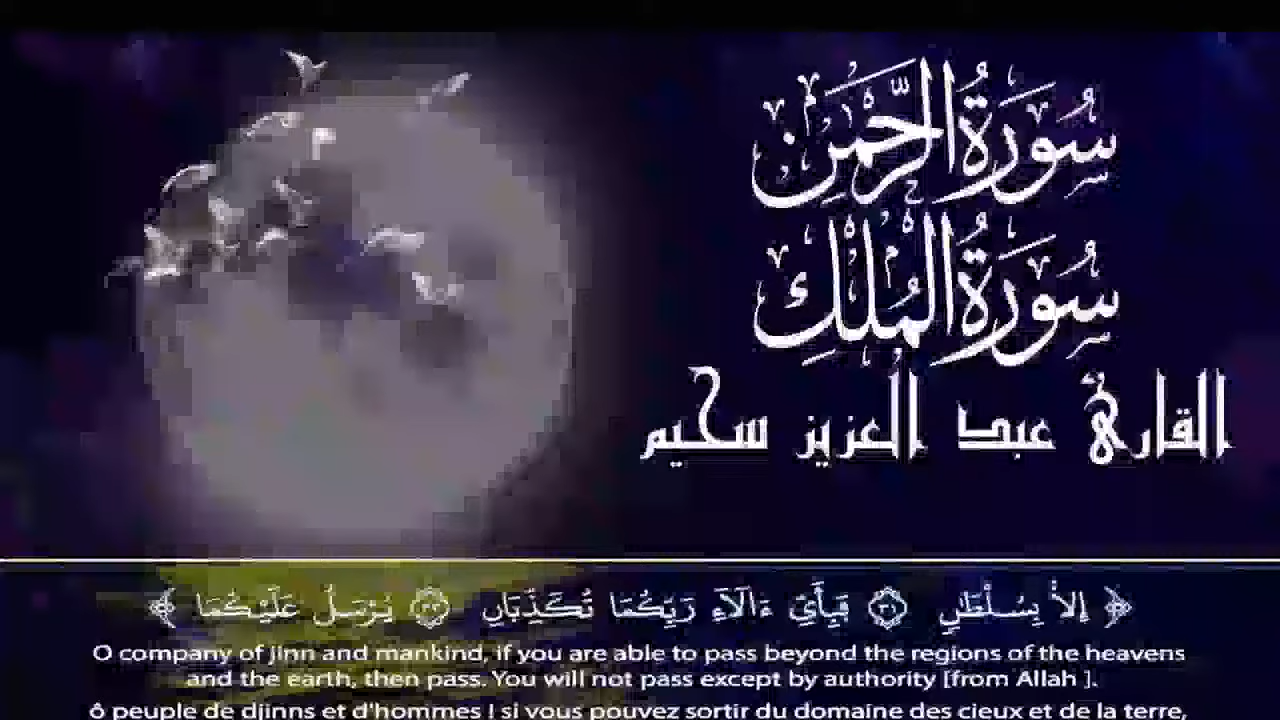 سُورَةُ الرَّحْمَٰن
سُورَةُ الْمُلْكِ
القارئ عبد العزيز سحيم
﴿ إِلَّا بِسُلْطَانٍ ۝ فَبِأَيِّ ءَالَآءِ رَبِّكُمَا تُكَذِّبَانِ ۝ يُرْسَلُ عَلَيْكُمَا ﴾
O company of jinn and mankind, if you are able to pass beyond the regions of the heavens
and the earth, then pass. You will not pass except by authority [from Allah ].
ô peuple de djinns et d'hommes ! si vous pouvez sortir du domaine des cieux et de la terre,